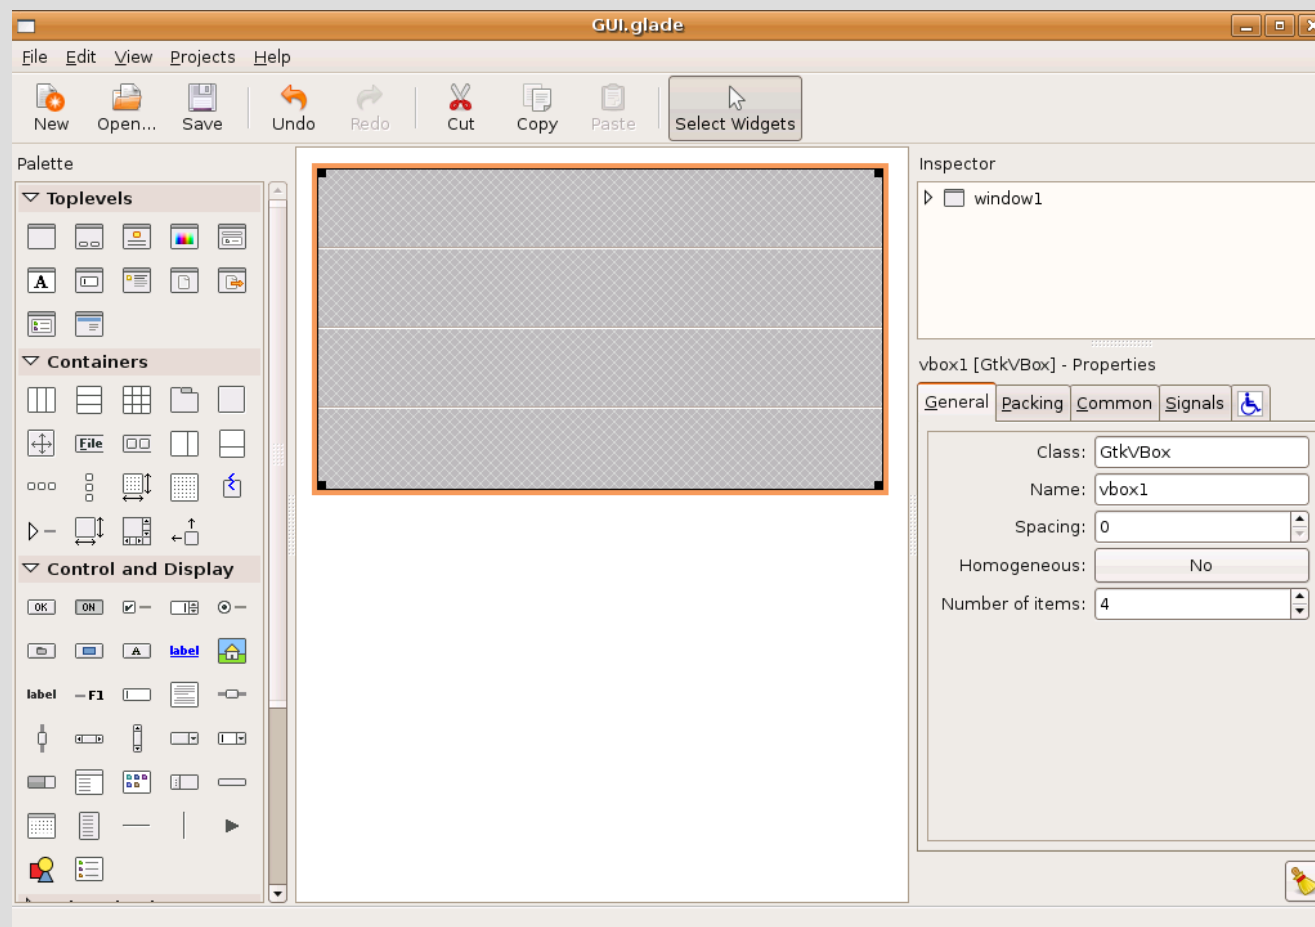 GUI.glade
File Edit View Projects Help
New Open... Save Undo Redo Cut Copy Paste Select Widgets
Palette
Toplevels
A
Containers
File
Control and Display
OK ON
A label
label F1
Inspector
window1
vbox1 [GtkVBox] - Properties
General Packing Common Signals
Class: GtkVBox
Name: vbox1
Spacing: 0
Homogeneous: No
Number of items: 4